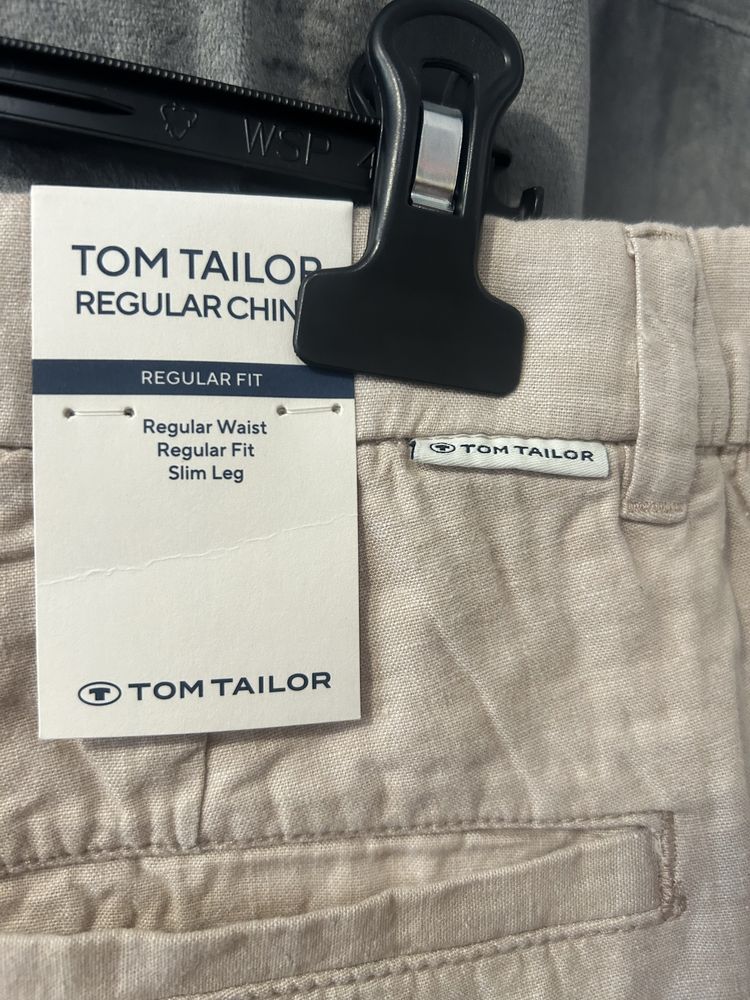 WSP
TOM TAILOR
REGULAR CHIN
REGULAR FIT
Regular Waist
Regular Fit
Slim Leg
TOM TAILOR
TOM TAILOR